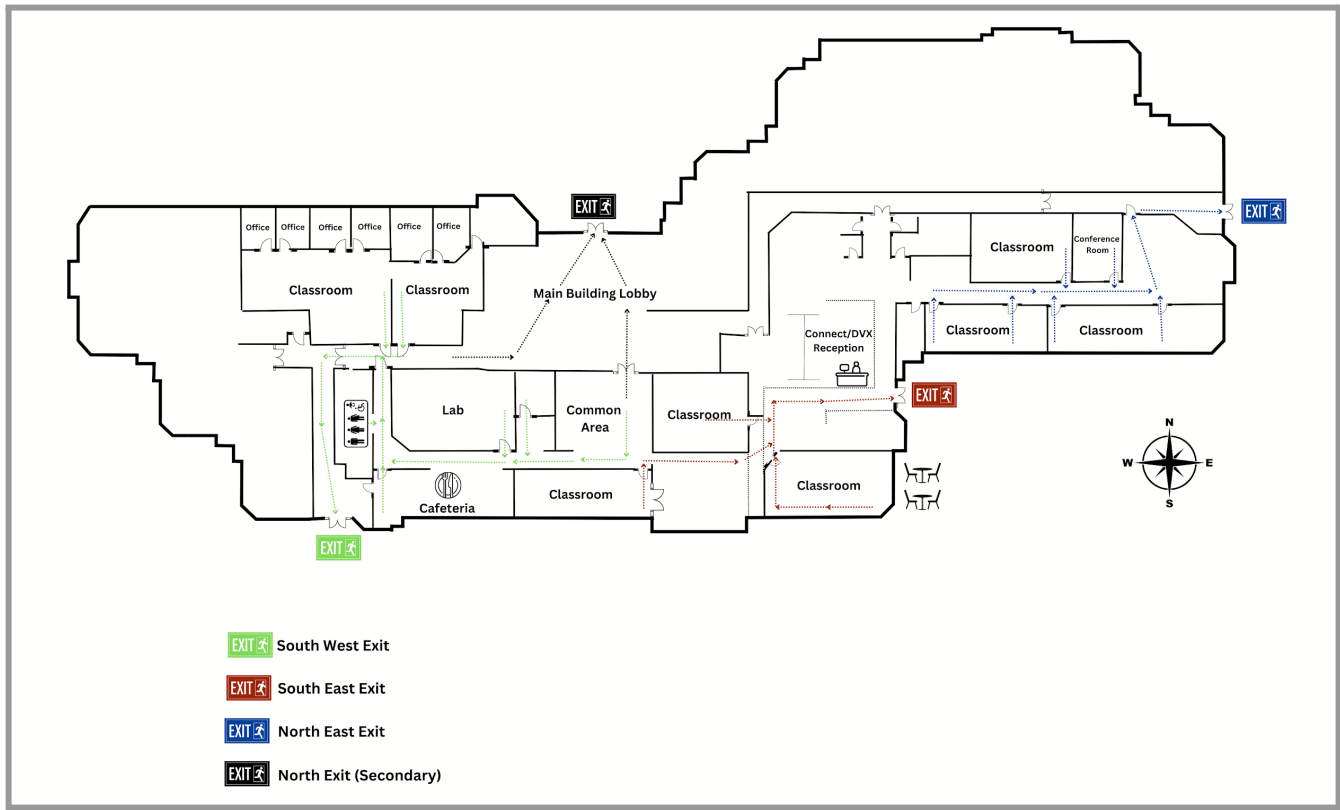 EXIT
Office
Office
Office
Office
Office
Office
Classroom
Classroom
Main Building Lobby
Classroom
Conference
Room
EXIT
Classroom
Classroom
Connect/DVX
Reception
EXIT
Lab
Common
Area
Classroom
Cafeteria
Classroom
Classroom
N
W
E
S
EXIT
EXIT South West Exit
EXIT South East Exit
EXIT North East Exit
EXIT North Exit (Secondary)